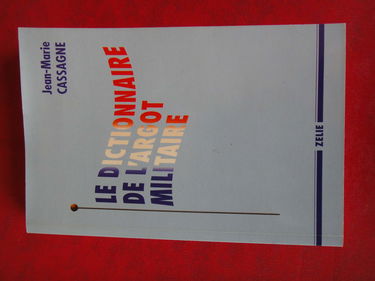 Jean-Marie
CASSAGNE
LE DICTIONNAIRE
DE L'ARGOT
MILITAIRE
ZELIE